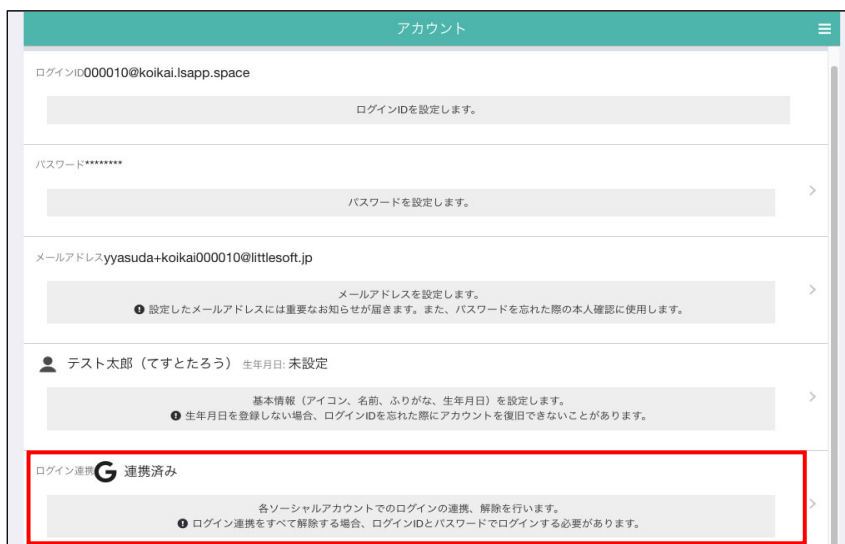 アカウント
ログインID000010@koikai.lsapp.space
ログインIDを設定します。
パスワード********
パスワードを設定します。
メールアドレスyyasuda+koikai000010@littlesoft.jp
メールアドレスを設定します。
設定したメールアドレスには重要なお知らせが届きます。また、パスワードを忘れた際の本人確認に使用します。
テスト太郎（てすとたろう） 生年月日: 未設定
基本情報（アイコン、名前、ふりがな、生年月日）を設定します。
生年月日を登録しない場合、ログインIDを忘れた際にアカウントを復旧できないことがあります。
ログイン連携G 連携済み
各ソーシャルアカウントでのログインの連携、解除を行います。
ログイン連携をすべて解除する場合、ログインIDとパスワードでログインする必要があります。